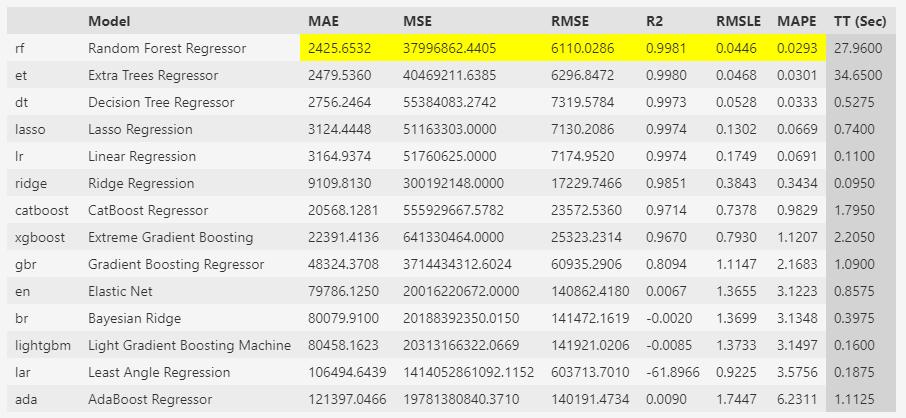 Model MAE MSE RMSE R2 RMSLE MAPE TT (Sec)
rf Random Forest Regressor 2425.6532 37996862.4405 6110.0286 0.9981 0.0446 0.0293 27.9600
et Extra Trees Regressor 2479.5360 40469211.6385 6296.8472 0.9980 0.0468 0.0301 34.6500
dt Decision Tree Regressor 2756.2464 55384083.2742 7319.5784 0.9973 0.0528 0.0333 0.5275
lasso Lasso Regression 3124.4448 51163303.0000 7130.2086 0.9974 0.1302 0.0669 0.7400
lr Linear Regression 3164.9374 51760625.0000 7174.9520 0.9974 0.1749 0.0691 0.1100
ridge Ridge Regression 9109.8130 300192148.0000 17229.7466 0.9851 0.3843 0.3434 0.0950
catboost CatBoost Regressor 20568.1281 555929667.5782 23572.5360 0.9714 0.7378 0.9829 1.7950
xgboost Extreme Gradient Boosting 22391.4136 641330464.0000 25323.2314 0.9670 0.7930 1.1207 2.2050
gbr Gradient Boosting Regressor 48324.3708 3714434312.6024 60935.2906 0.8094 1.1147 2.1683 1.0900
en Elastic Net 79786.1250 20016220672.0000 140862.4180 0.0067 1.3655 3.1223 0.8575
br Bayesian Ridge 80079.9100 20188392350.0150 141472.1619 -0.0020 1.3699 3.1348 0.3975
lightgbm Light Gradient Boosting Machine 80458.1623 20313166322.0669 141921.0206 -0.0085 1.3733 3.1497 0.1600
lar Least Angle Regression 106494.6439 1414052861092.1152 603713.7010 -61.8966 0.9225 3.5756 0.1875
ada AdaBoost Regressor 121397.0466 19781380840.3710 140191.4734 0.0090 1.7447 6.2311 1.1125